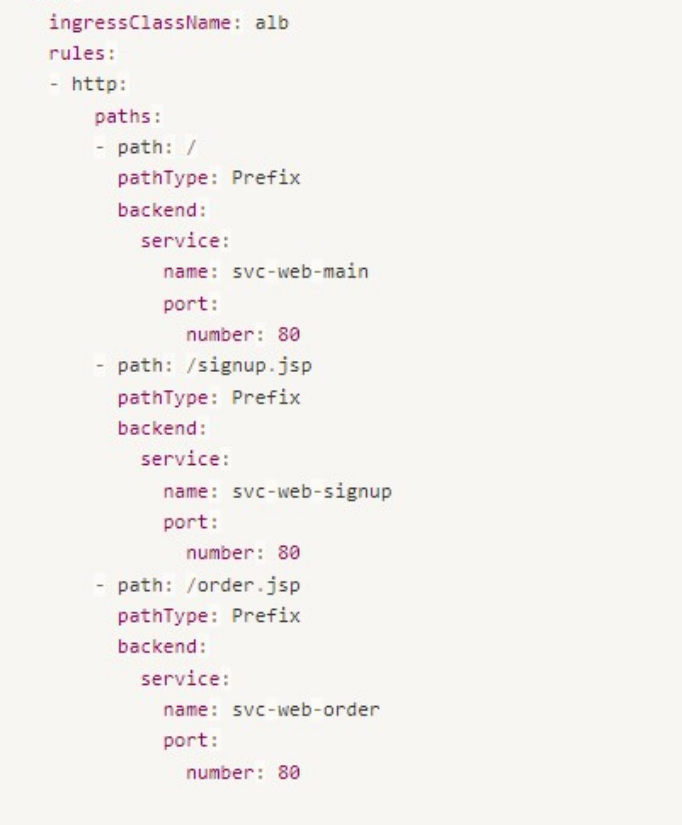 ingressClassName: alb
rules:
- http:
paths:
- path: /
pathType: Prefix
backend:
service:
name: svc-web-main
port:
number: 80
- path: /signup.jsp
pathType: Prefix
backend:
service:
name: svc-web-signup
port:
number: 80
- path: /order.jsp
pathType: Prefix
backend:
service:
name: svc-web-order
port:
number: 80